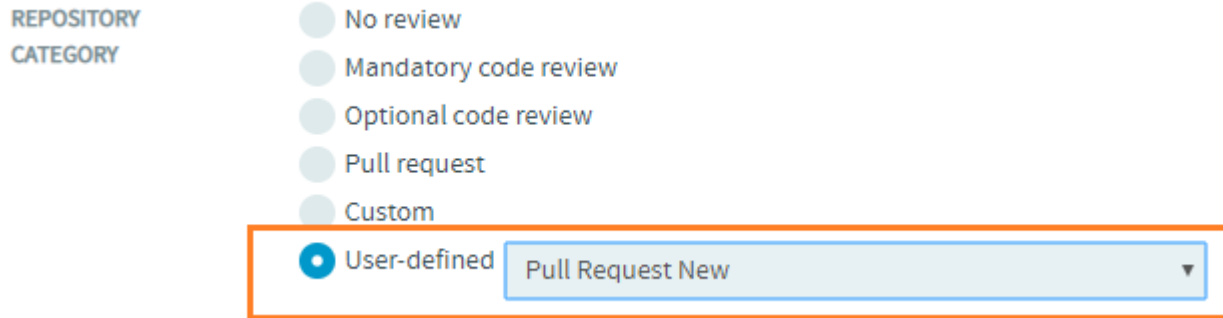 REPOSITORY
CATEGORY
No review
Mandatory code review
Optional code review
Pull request
Custom
User-defined Pull Request New